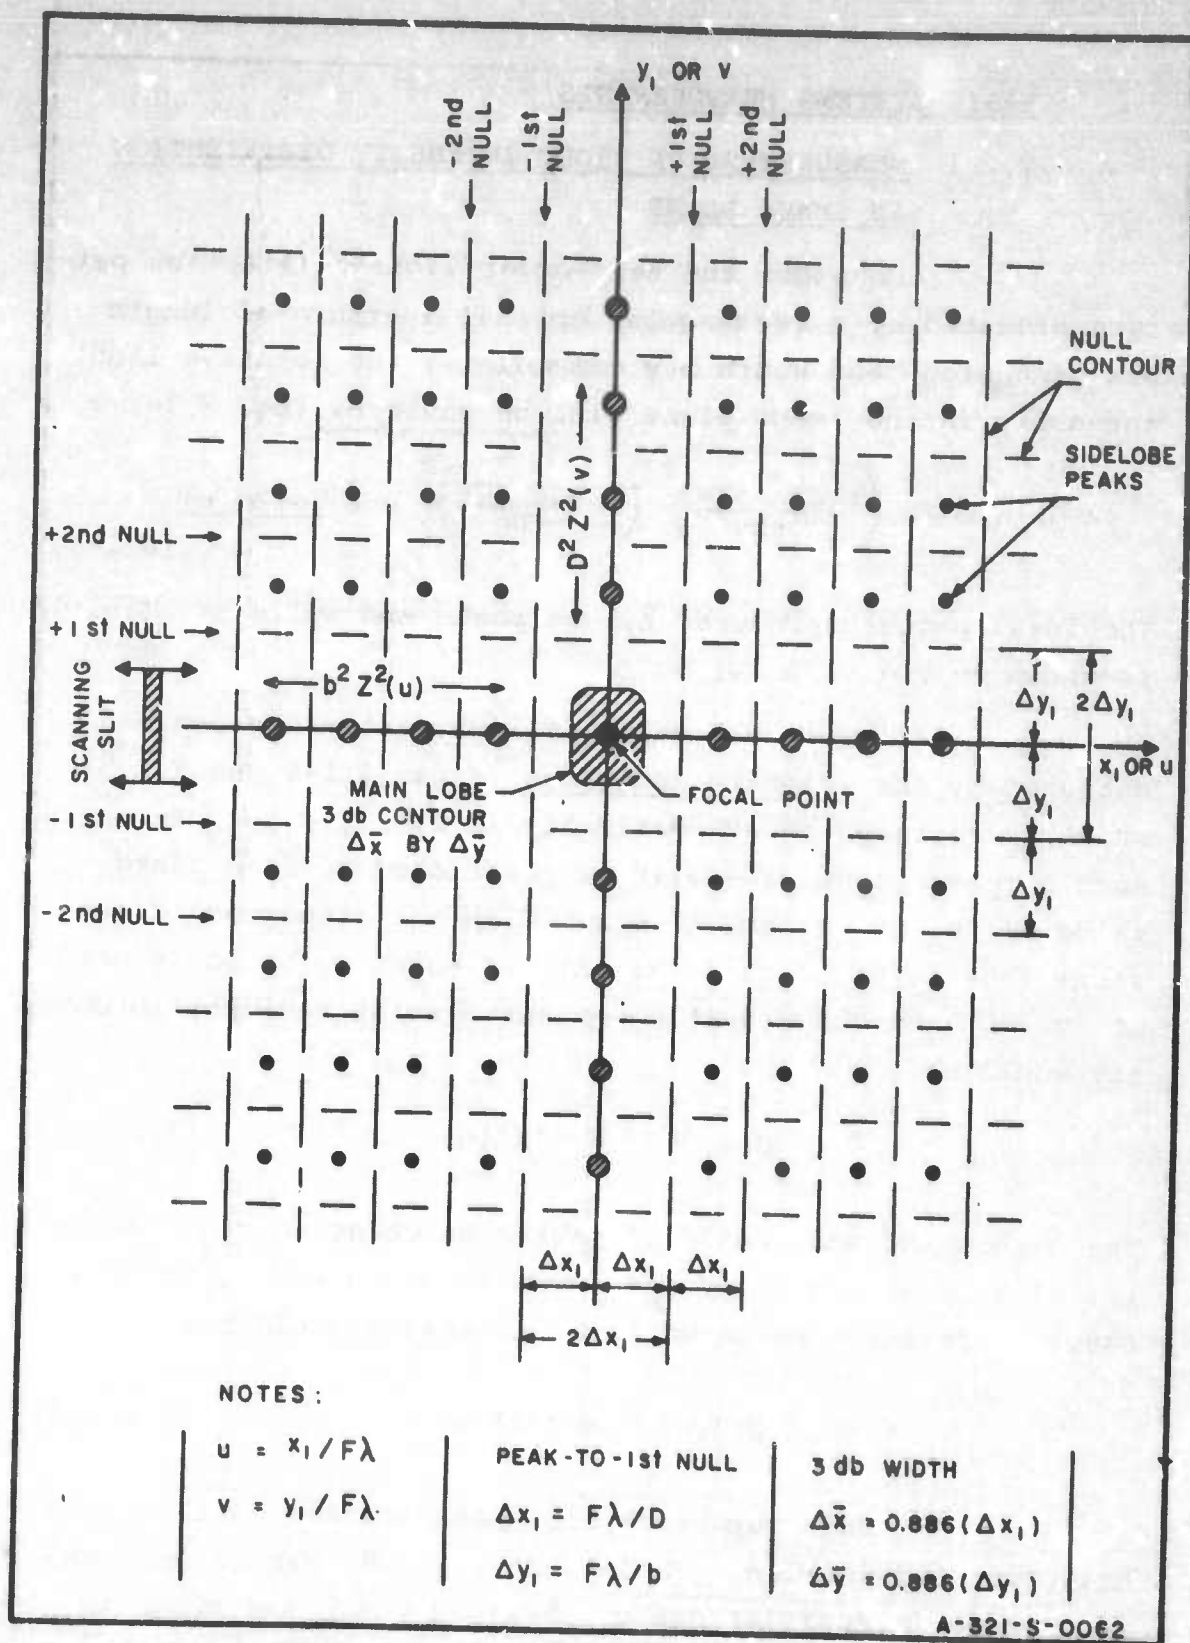 y₁ OR v
-2nd NULL
-1st NULL
+1st NULL
+2nd NULL
NULL CONTOUR
SIDELOBE PEAKS
D² Z² (v)
+2nd NULL
+1st NULL
b² Z² (u)
SCANNING SLIT
Δy₁
2Δy₁
x₁ OR u
MAIN LOBE
3 db CONTOUR
Δx̄ BY Δȳ
FOCAL POINT
-1st NULL
Δy₁
Δy₁
-2nd NULL
Δx₁ Δx₁ Δx₁
2Δx₁
NOTES:
u = x₁ / Fλ
v = y₁ / Fλ
PEAK-TO-1st NULL
Δx₁ = Fλ/D
Δy₁ = Fλ/b
3 db WIDTH
Δx̄ = 0.886(Δx₁)
Δȳ = 0.886(Δy₁)